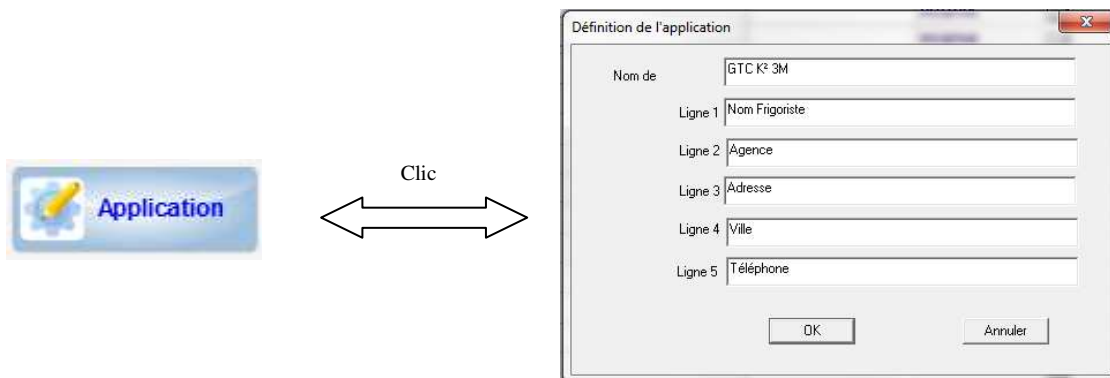 Application
Clic
Définition de l'application
Nom de
GTC K² 3M
Ligne 1 Nom Frigoriste
Ligne 2 Agence
Ligne 3 Adresse
Ligne 4 Ville
Ligne 5 Téléphone
OK
Annuler